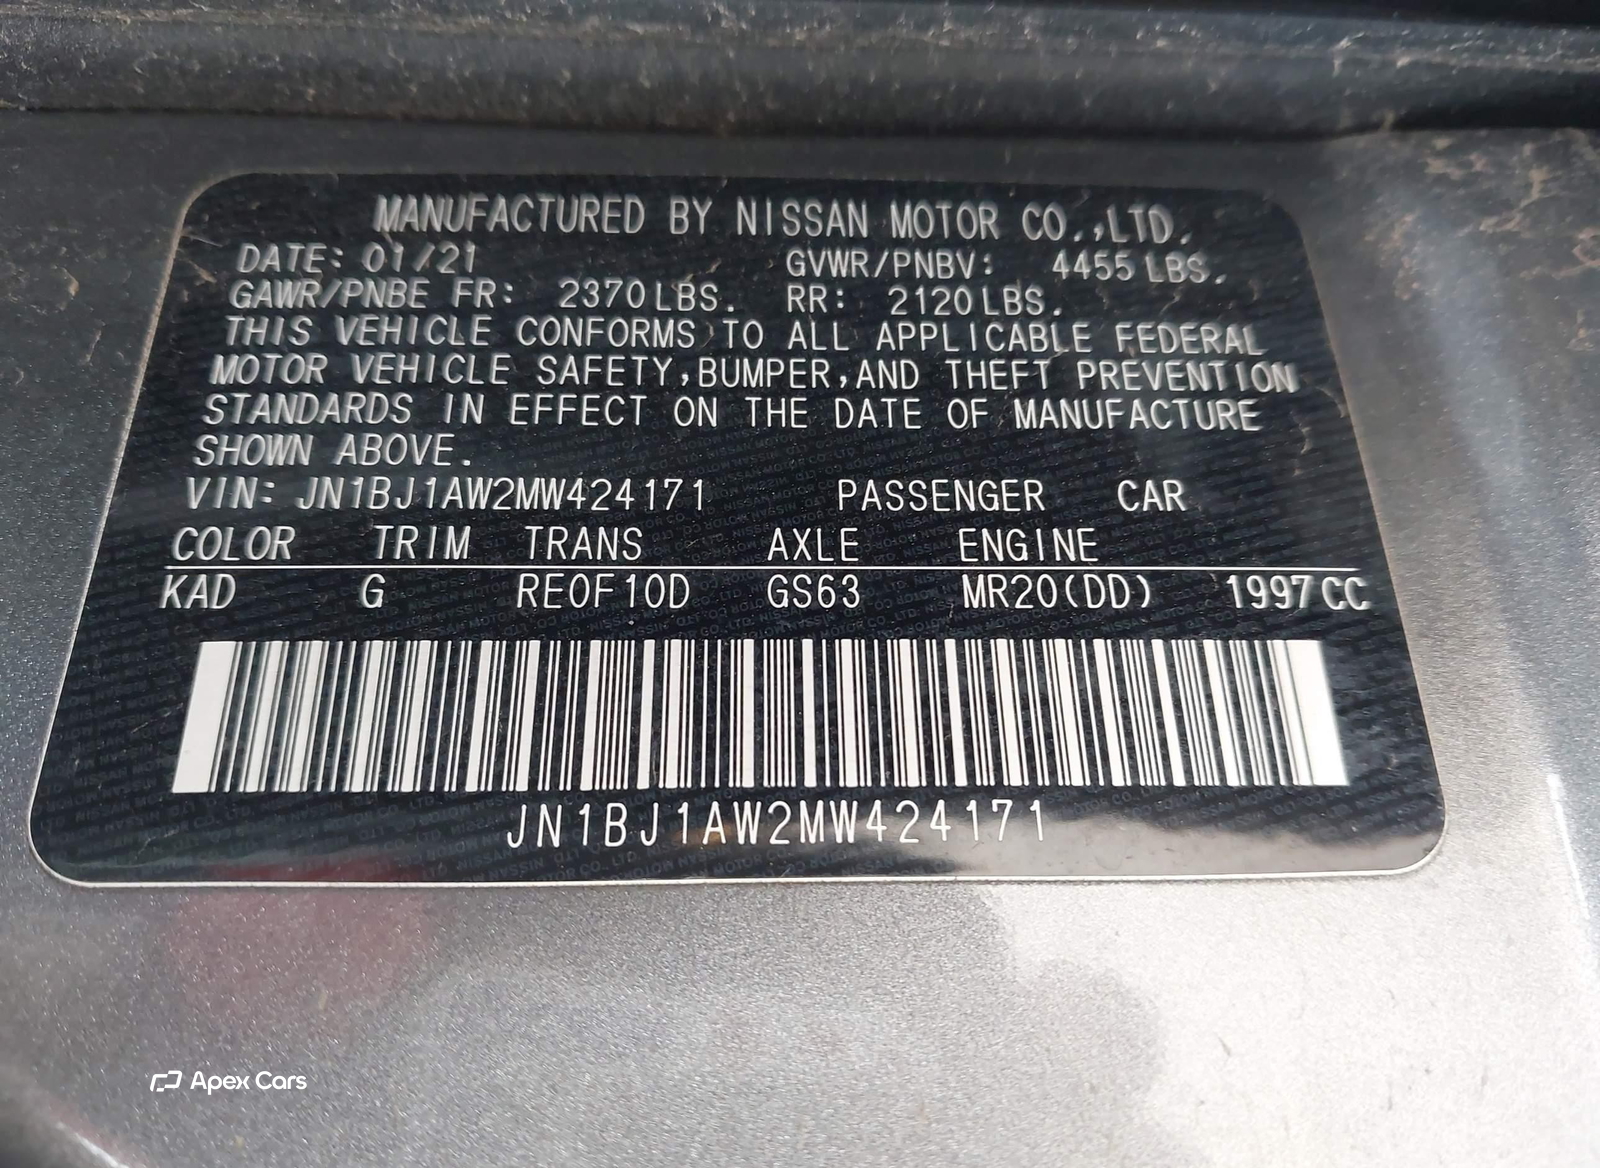 MANUFACTURED BY NISSAN MOTOR CO.,LTD.
DATE: 01/21 GVWR/PNBV: 4455 LBS.
GAWR/PNBE FR: 2370 LBS. RR: 2120 LBS.
THIS VEHICLE CONFORMS TO ALL APPLICABLE FEDERAL
MOTOR VEHICLE SAFETY,BUMPER,AND THEFT PREVENTION
STANDARDS IN EFFECT ON THE DATE OF MANUFACTURE
SHOWN ABOVE.
VIN: JN1BJ1AW2MW424171 PASSENGER CAR
COLOR TRIM TRANS AXLE ENGINE
KAD G RE0F10D GS63 MR20(DD) 1997 CC
JN1BJ1AW2MW424171
Apex Cars